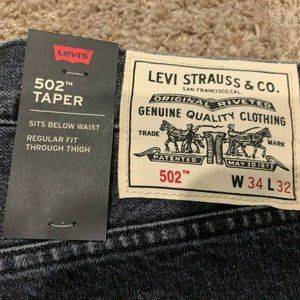 Levi's
502™
TAPER
SITS BELOW WAIST
REGULAR FIT
THROUGH THIGH
LEVI STRAUSS & CO.
SAN FRANCISCO, CAL.
ORIGINAL RIVETED
GENUINE QUALITY CLOTHING
TRADE MARK
PATENTED MAY 20 1873
502™ W 34 L 32